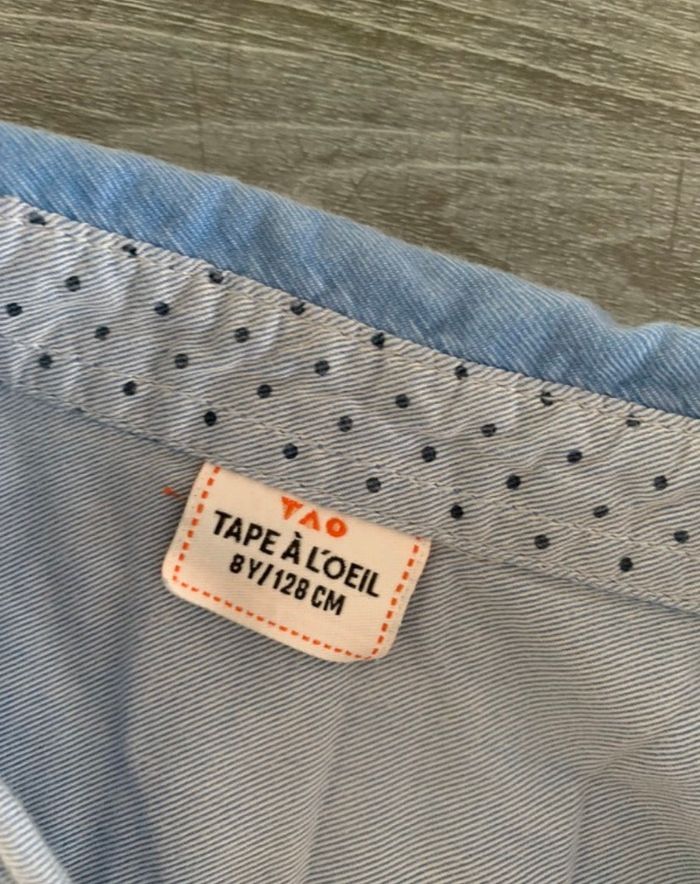 TAO
TAPE À L'OEIL
8Y/128 CM